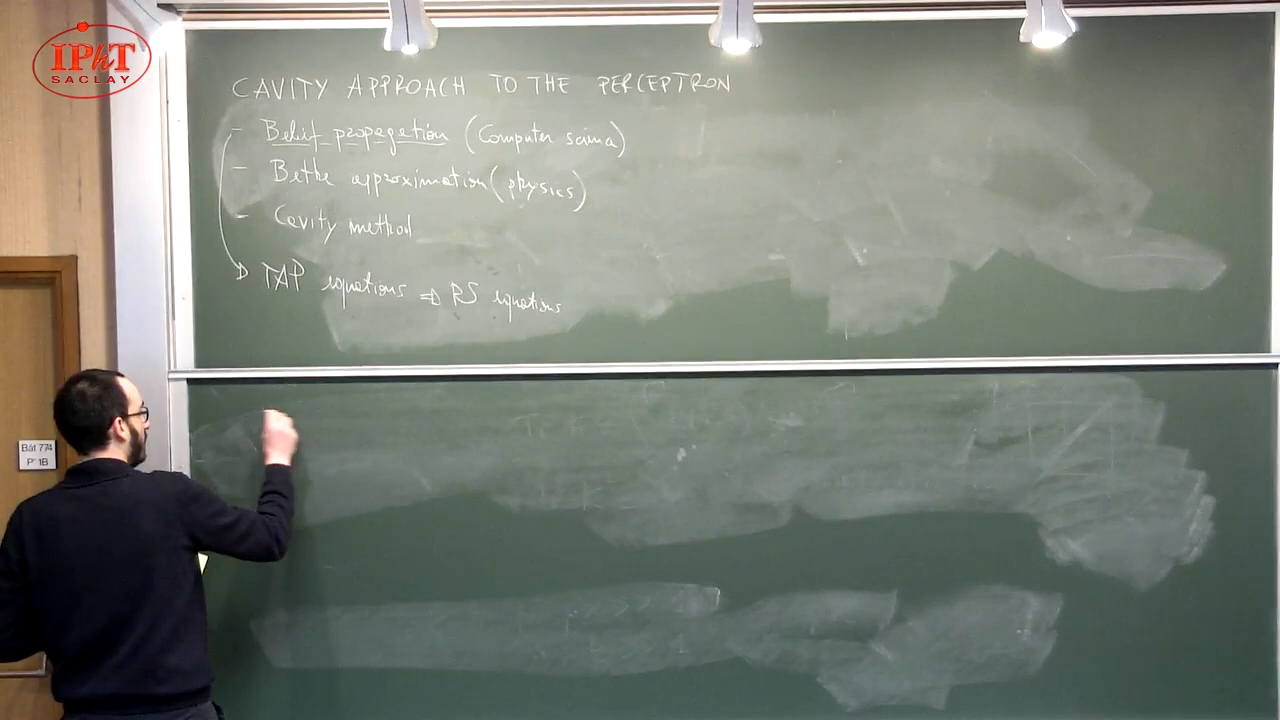 IPhT
SACLAY
CAVITY APPROACH TO THE PERCEPTRON
- Belief propagation (Computer science)
- Bethe approximation (physics)
- Cavity method
TAP equations ⇒ RS equations
Bât 774
P 1B